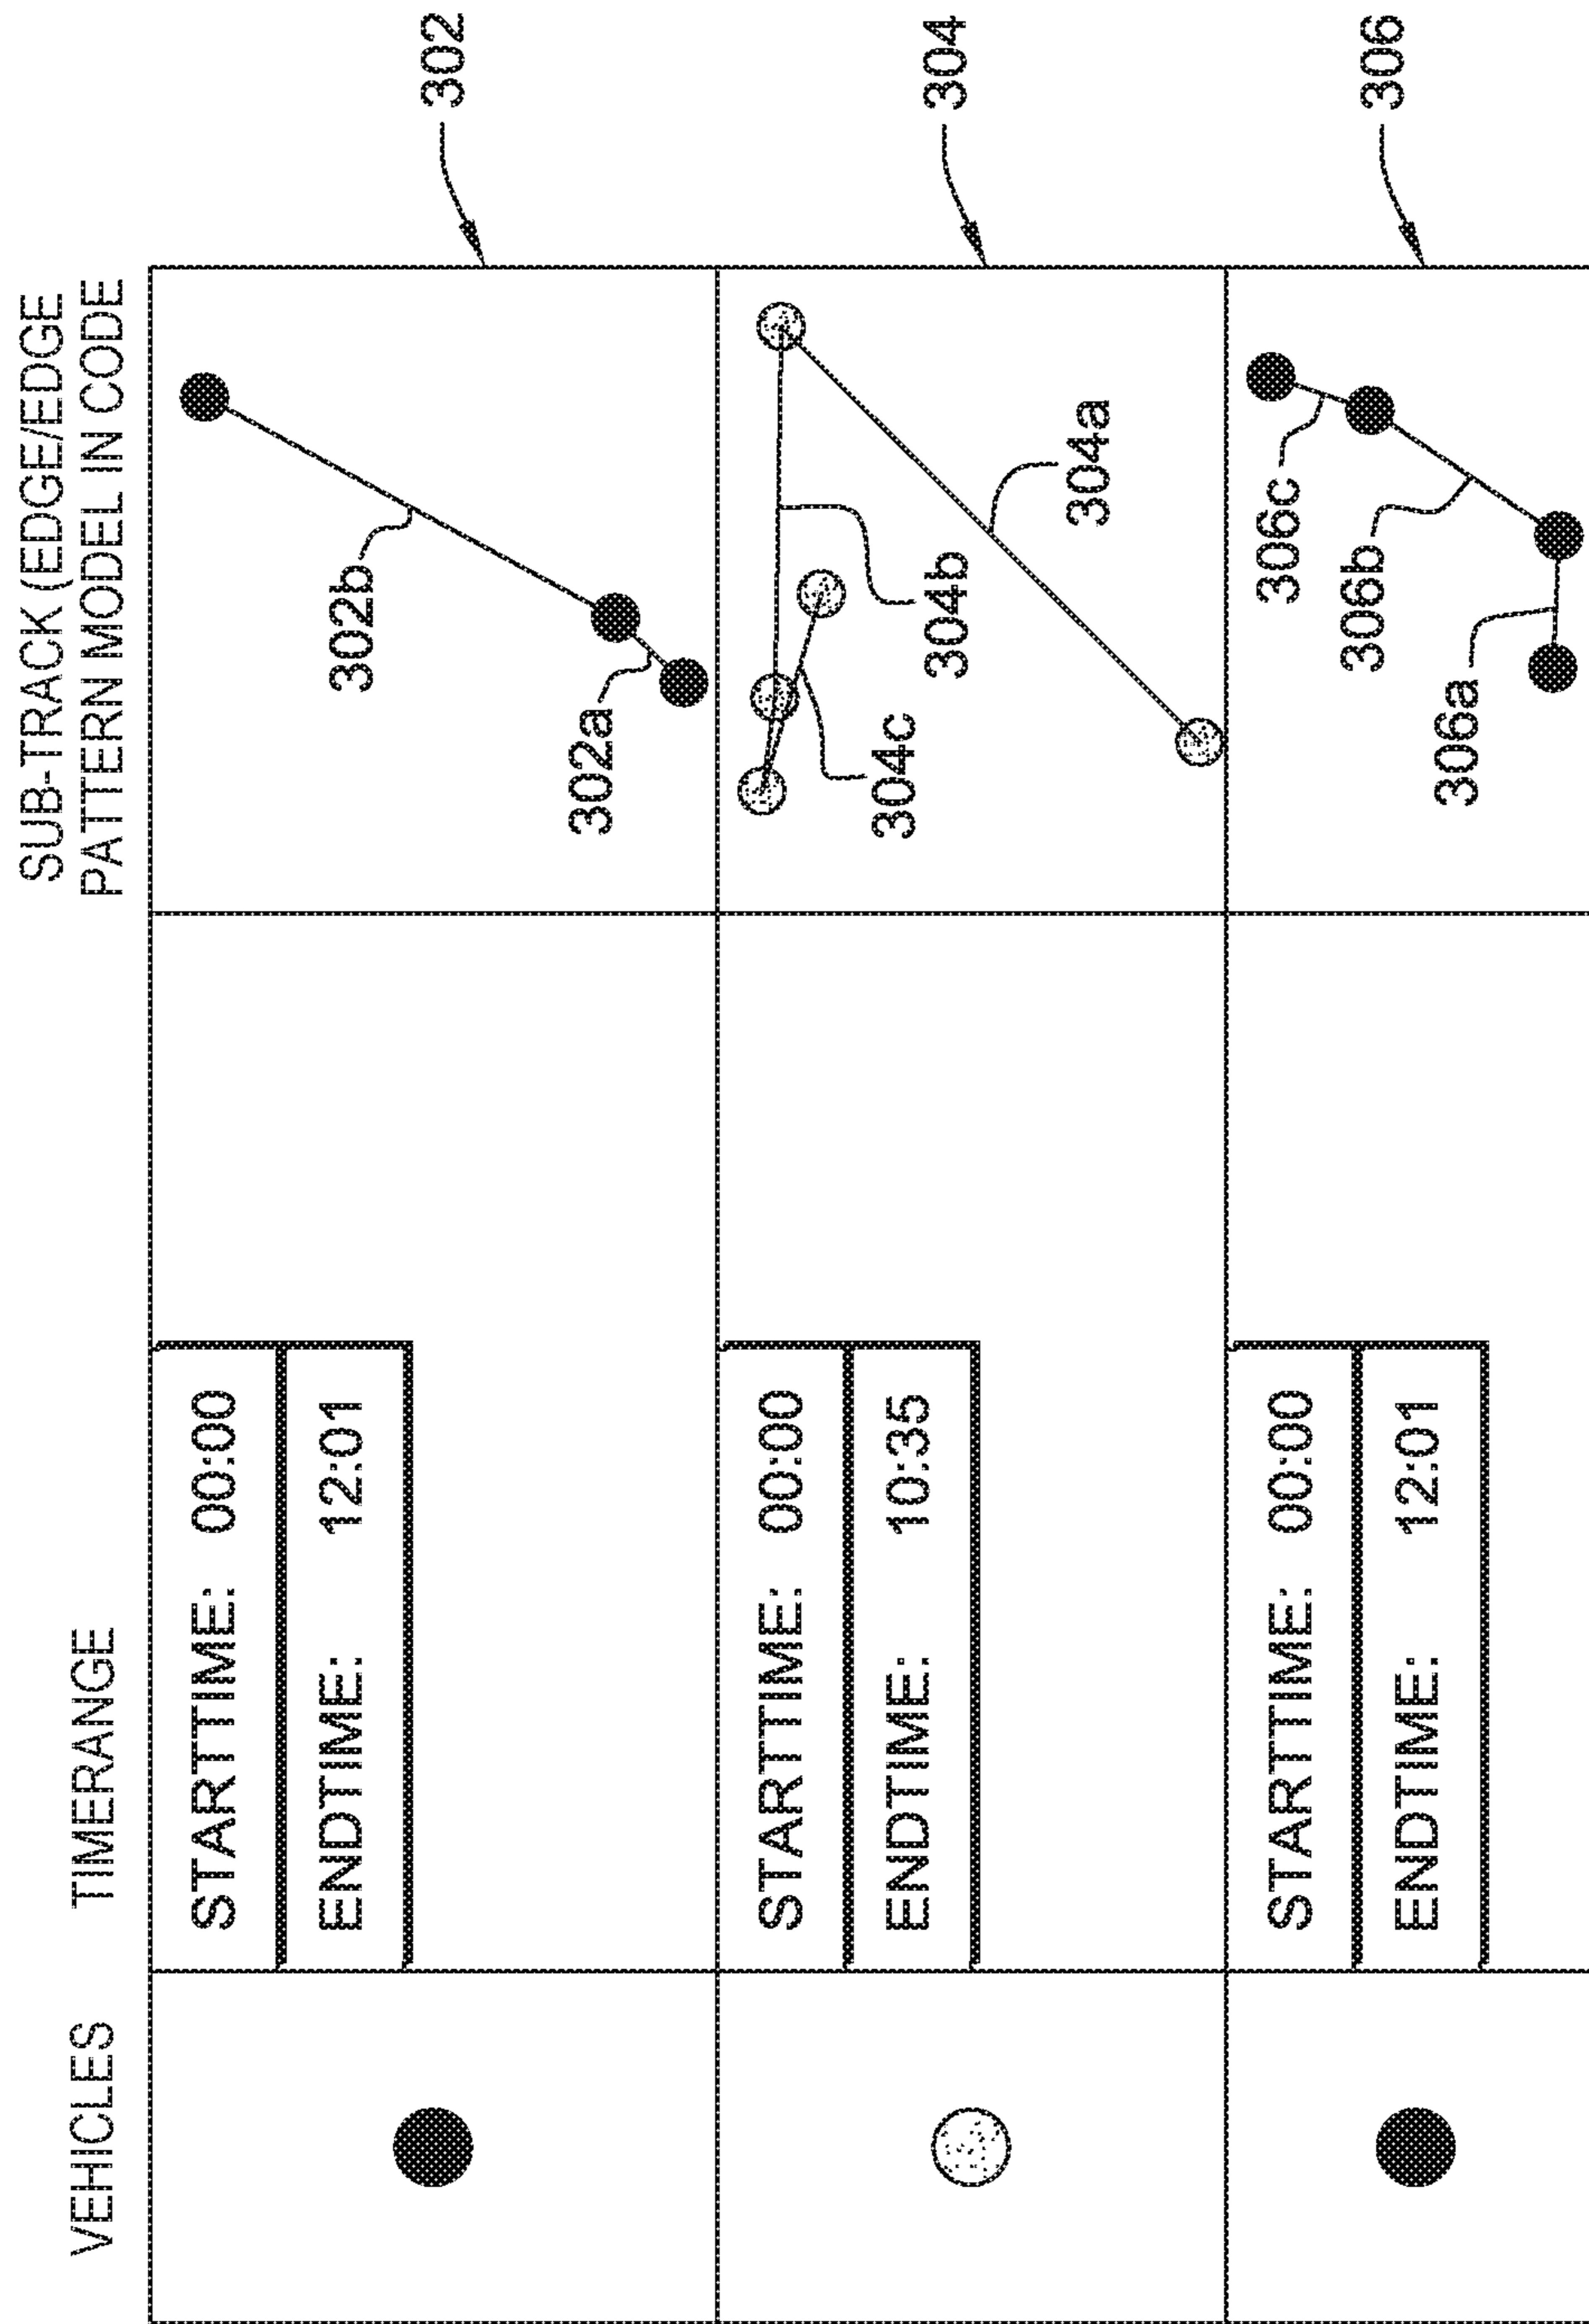 VEHICLES
TIMERANGE
SUB-TRACK (EDGE/EDGE
PATTERN MODEL IN CODE
STARTTIME: 00:00
ENDTIME: 12:01
302a
302b
302
STARTTIME: 00:00
ENDTIME: 10:35
304c
304b
304a
304
STARTTIME: 00:00
ENDTIME: 12:01
306a
306b
306c
306